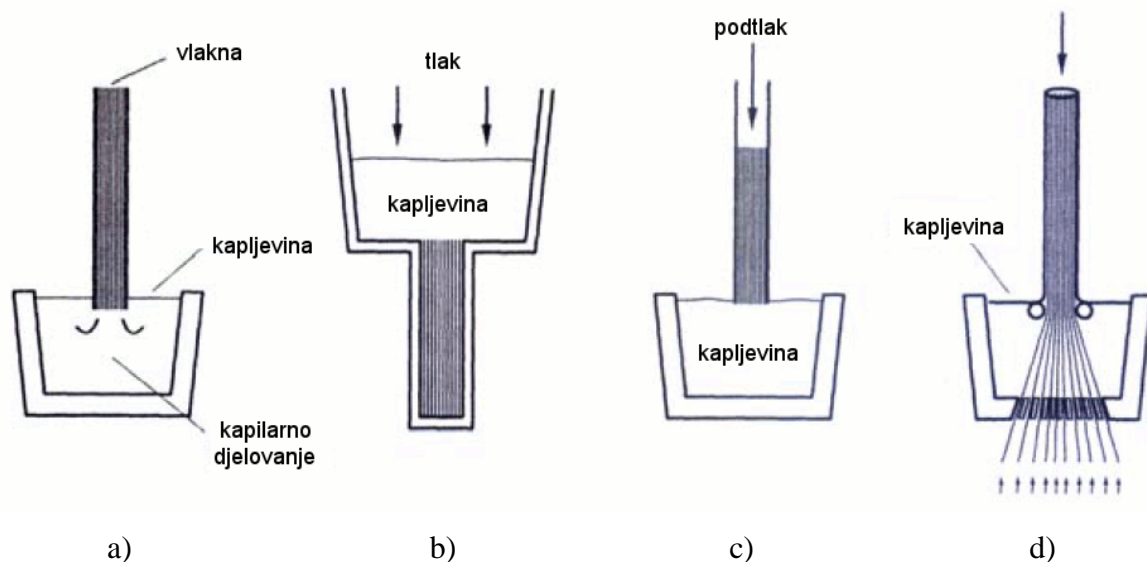 vlakna
kapljevina
kapilarno
djelovanje
tlak
kapljevina
podtlak
kapljevina
kapljevina
a)
b)
c)
d)